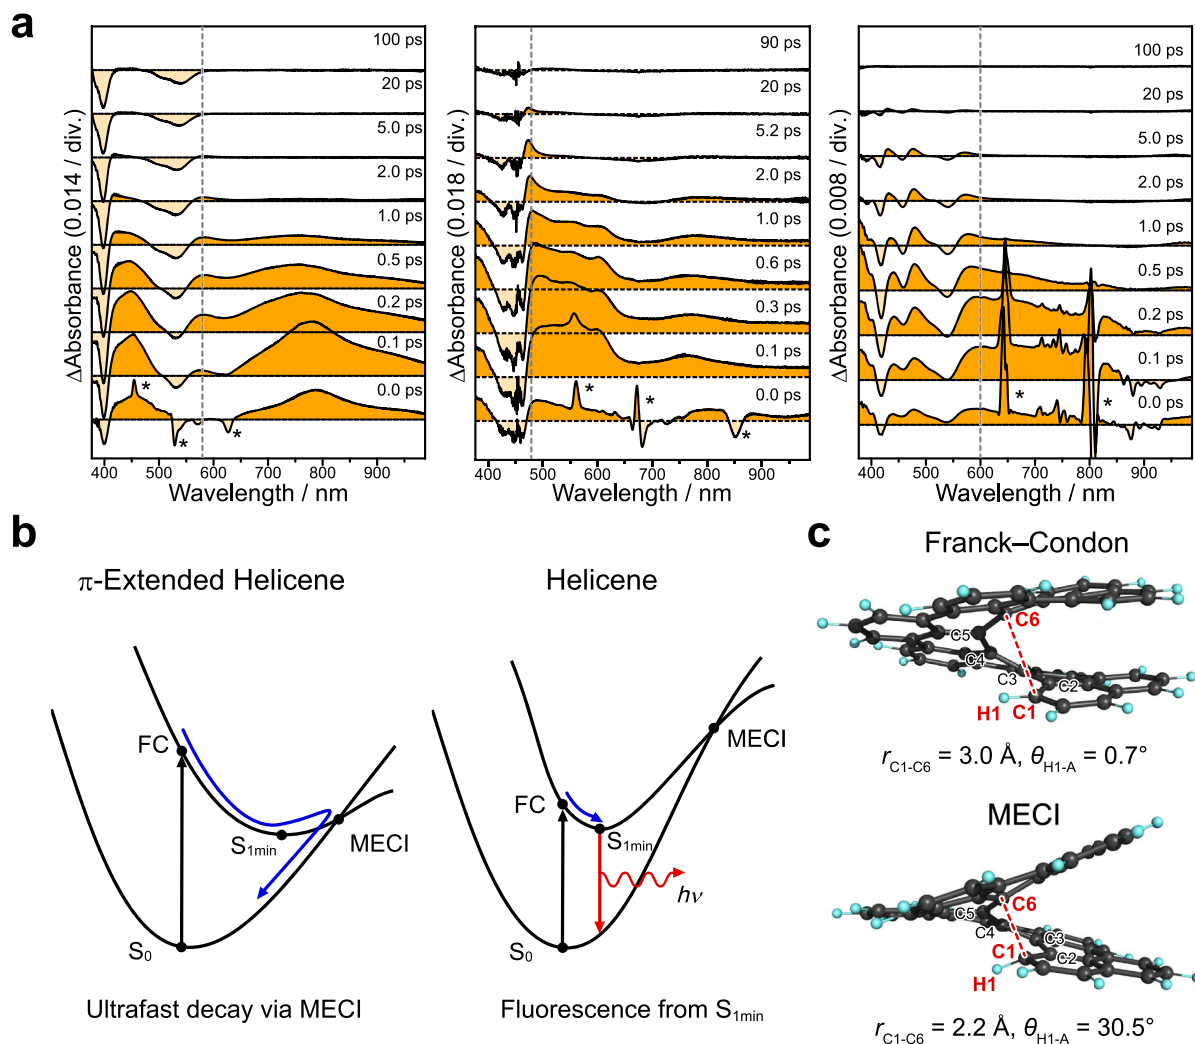 a
ΔAbsorbance (0.014 / div.)
100 ps
20 ps
5.0 ps
2.0 ps
1.0 ps
0.5 ps
0.2 ps
0.1 ps
0.0 ps
*
*
*
400 500 600 700 800 900
Wavelength / nm
ΔAbsorbance (0.018 / div.)
90 ps
20 ps
5.2 ps
2.0 ps
1.0 ps
0.6 ps
0.3 ps
0.1 ps
0.0 ps
*
*
*
400 500 600 700 800 900
Wavelength / nm
ΔAbsorbance (0.008 / div.)
100 ps
20 ps
5.0 ps
2.0 ps
1.0 ps
0.5 ps
0.2 ps
0.1 ps
0.0 ps
*
*
400 500 600 700 800 900
Wavelength / nm
b
π-Extended Helicene
FC
S1min
MECI
S0
Ultrafast decay via MECI
Helicene
FC
S1min
MECI
hν
S0
Fluorescence from S1min
c
Franck–Condon
C6
C5
C4
C3
C2
H1
C1
rC1-C6 = 3.0 Å, θH1-A = 0.7°
MECI
C6
C5
C4
C3
C1
C2
H1
rC1-C6 = 2.2 Å, θH1-A = 30.5°